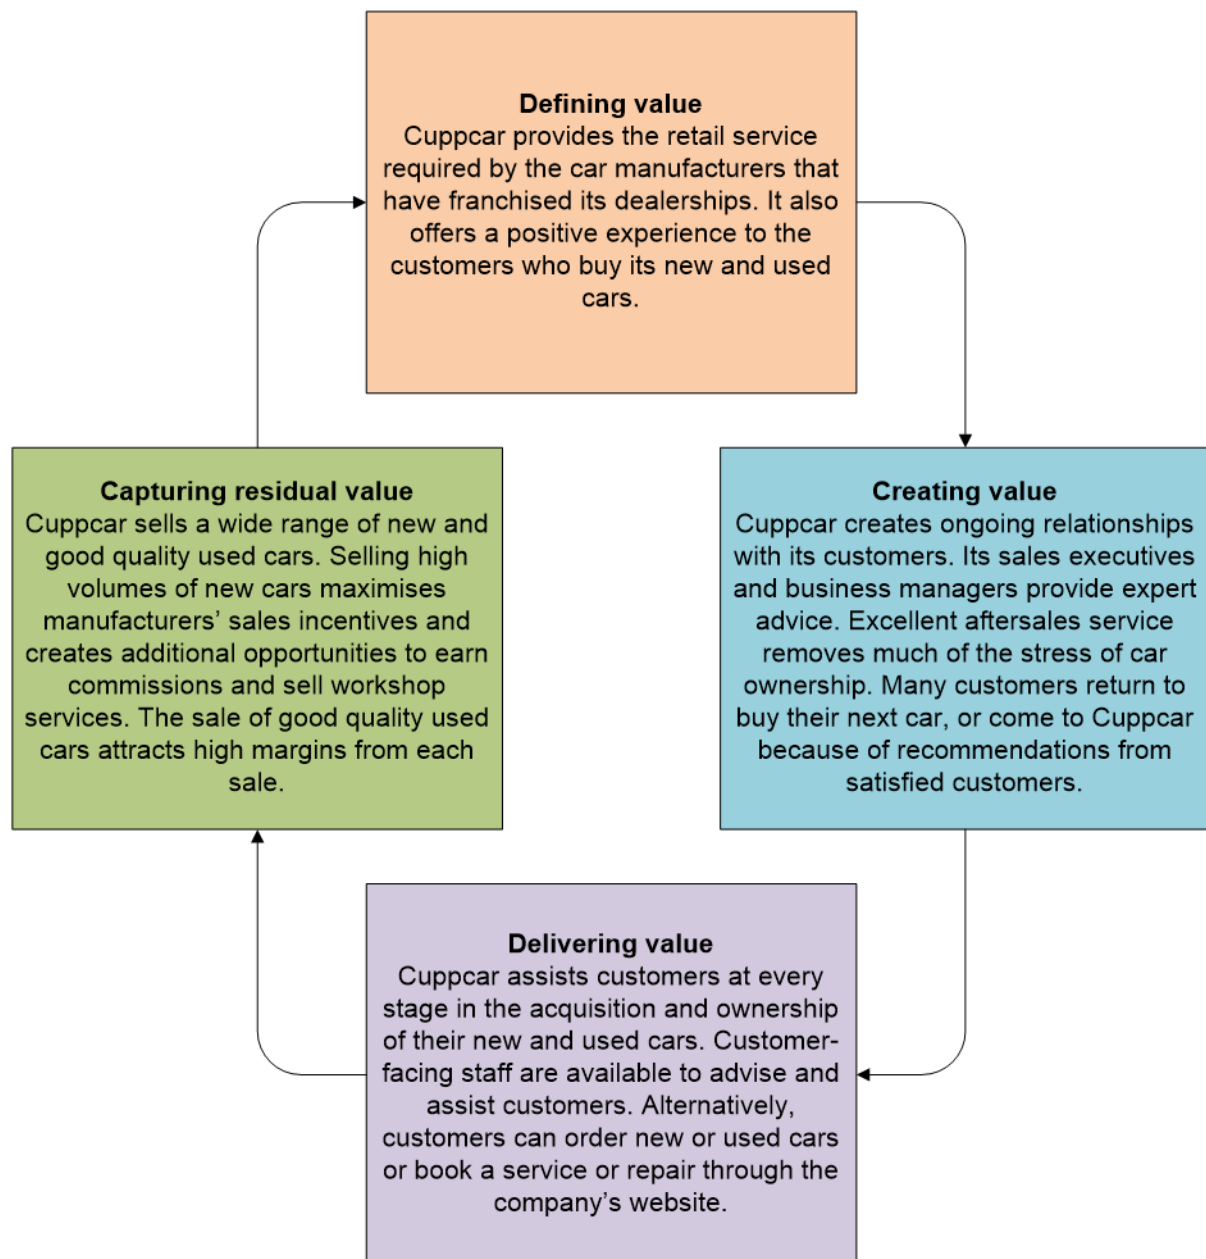 Defining value
Cuppcar provides the retail service
required by the car manufacturers that
have franchised its dealerships. It also
offers a positive experience to the
customers who buy its new and used
cars.
Capturing residual value
Cuppcar sells a wide range of new and
good quality used cars. Selling high
volumes of new cars maximises
manufacturers’ sales incentives and
creates additional opportunities to earn
commissions and sell workshop
services. The sale of good quality used
cars attracts high margins from each
sale.
Creating value
Cuppcar creates ongoing relationships
with its customers. Its sales executives
and business managers provide expert
advice. Excellent aftersales service
removes much of the stress of car
ownership. Many customers return to
buy their next car, or come to Cuppcar
because of recommendations from
satisfied customers.
Delivering value
Cuppcar assists customers at every
stage in the acquisition and ownership
of their new and used cars. Customer-
facing staff are available to advise and
assist customers. Alternatively,
customers can order new or used cars
or book a service or repair through the
company’s website.